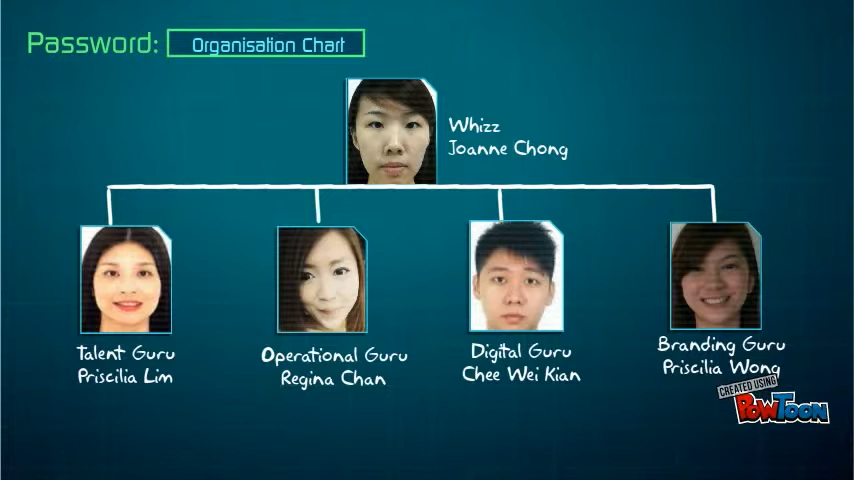 Password: Organisation Chart
Whizz
Joanne Chong
Talent Guru
Priscilia Lim
Operational Guru
Regina Chan
Digital Guru
Chee Wei Kian
Branding Guru
Priscilia Wong
CREATED USING
POWTOON